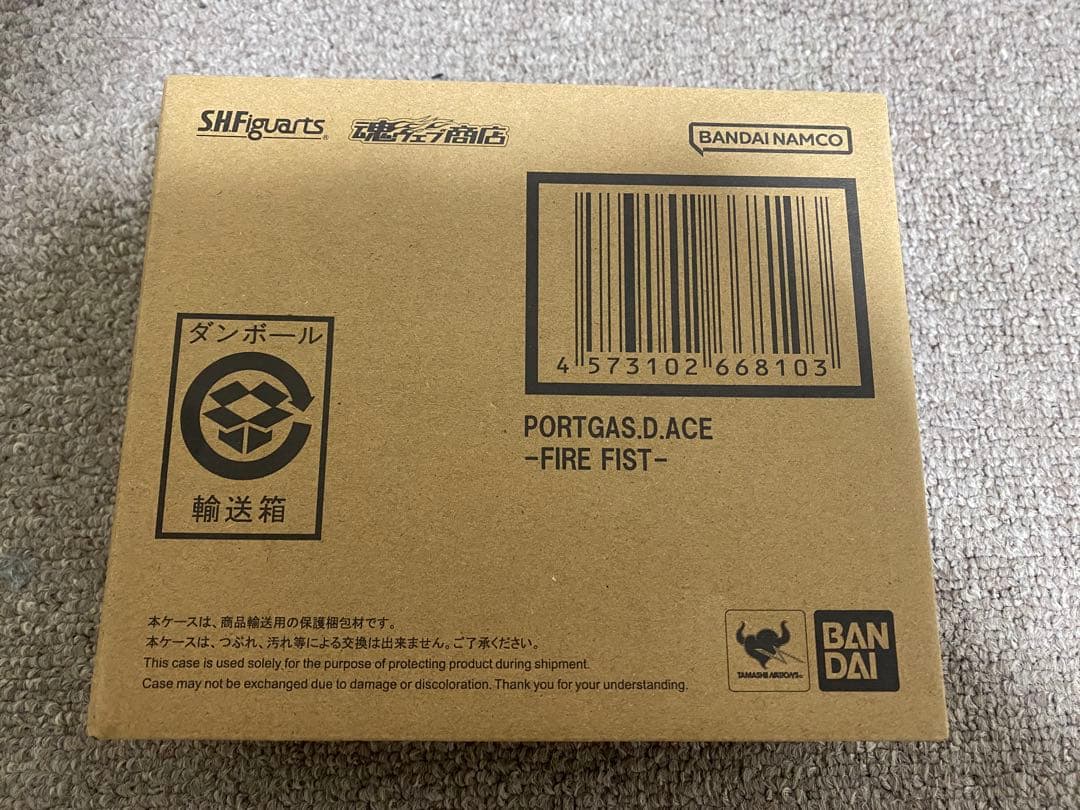 S.H.Figuarts®
魂ウェブ商店
BANDAI NAMCO
4 573102 668103
PORTGAS.D.ACE
-FIRE FIST-
ダンボール
輸送箱
本ケースは、商品輸送用の保護梱包材です。
本ケースは、つぶれ、汚れ等による交換は出来ません。ご了承ください。
This case is used solely for the purpose of protecting product during shipment.
Case may not be exchanged due to damage or discoloration. Thank you for your understanding.
TAMASHII NATIONS
BAN
DAI